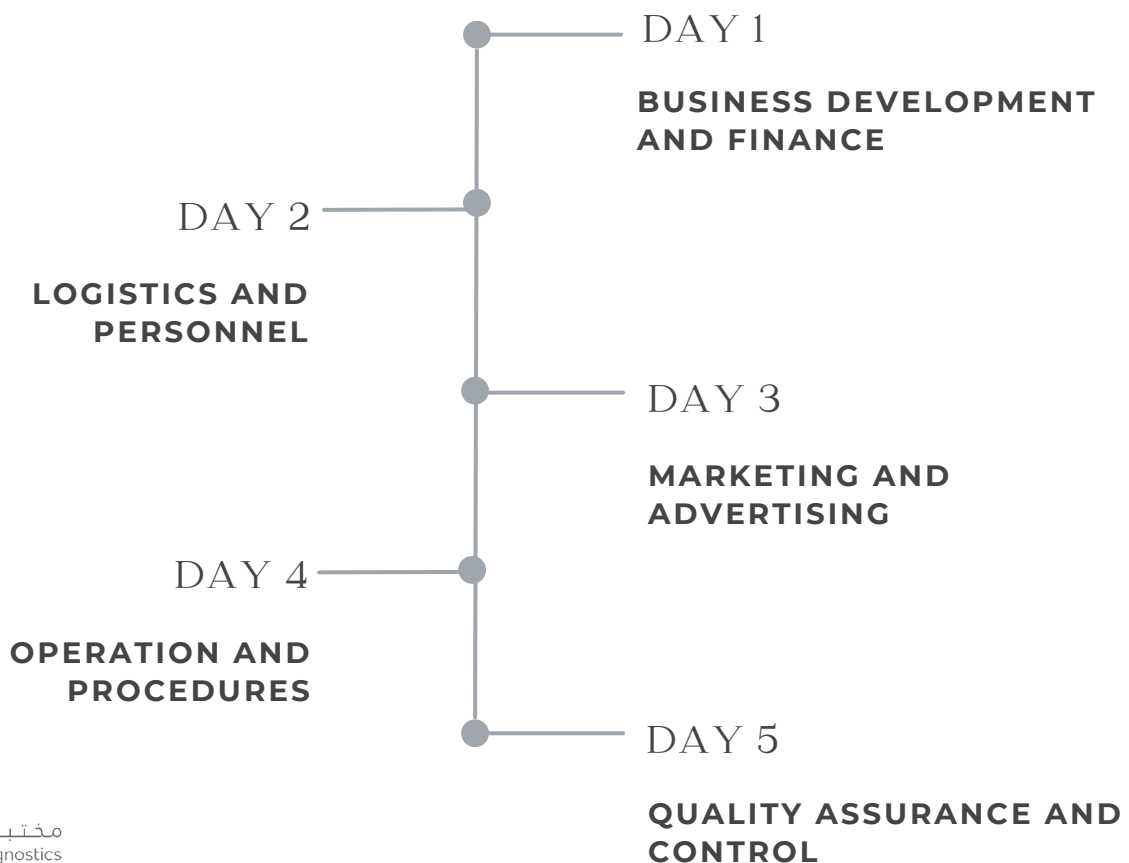 DAY 1
BUSINESS DEVELOPMENT
AND FINANCE
DAY 2
LOGISTICS AND
PERSONNEL
DAY 3
MARKETING AND
ADVERTISING
DAY 4
OPERATION AND
PROCEDURES
DAY 5
QUALITY ASSURANCE AND
CONTROL